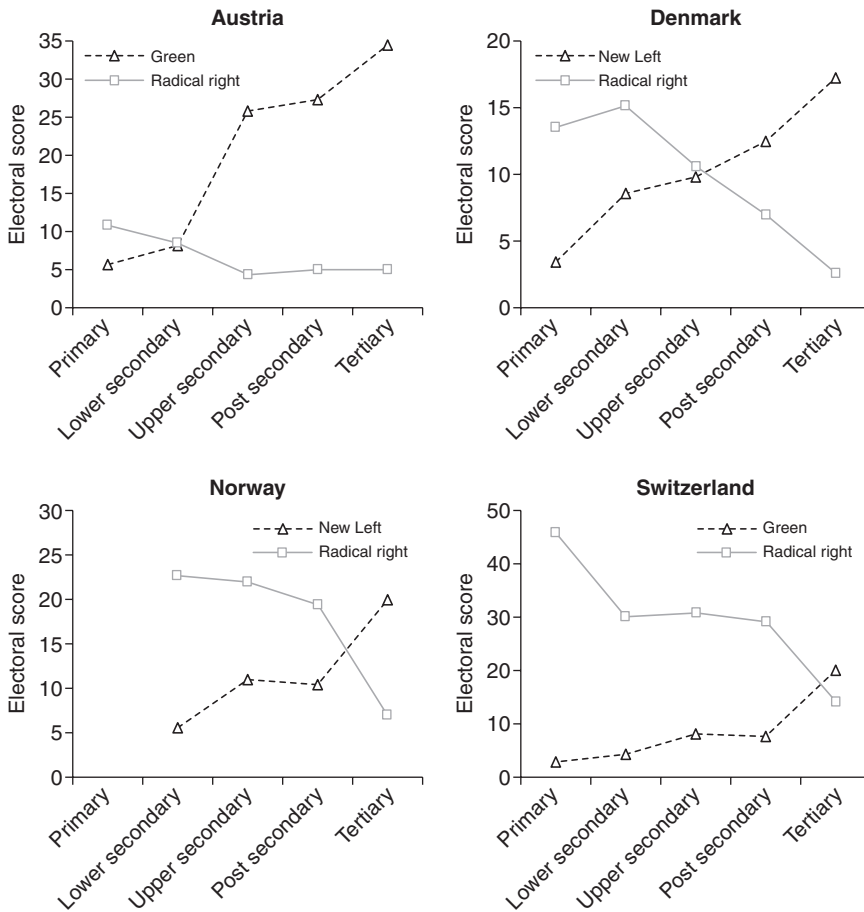 Austria
35
30
25
20
15
10
5
0
Electoral score
Green
Radical right
Primary
Lower secondary
Upper secondary
Post secondary
Tertiary
Denmark
20
15
10
5
0
Electoral score
New Left
Radical right
Primary
Lower secondary
Upper secondary
Post secondary
Tertiary
Norway
30
25
20
15
10
5
0
Electoral score
New Left
Radical right
Primary
Lower secondary
Upper secondary
Post secondary
Tertiary
Switzerland
50
40
30
20
10
0
Electoral score
Green
Radical right
Primary
Lower secondary
Upper secondary
Post secondary
Tertiary